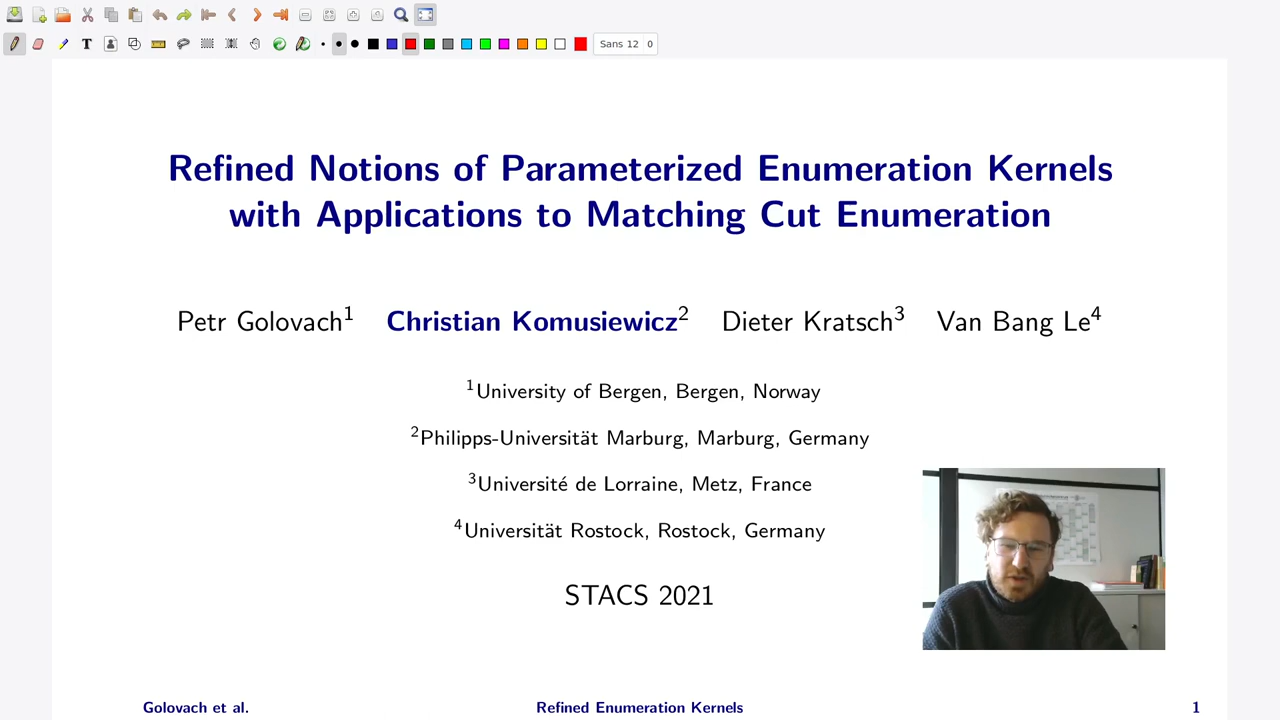 Sans 12 0
Refined Notions of Parameterized Enumeration Kernels
with Applications to Matching Cut Enumeration
Petr Golovach¹ Christian Komusiewicz² Dieter Kratsch³ Van Bang Le⁴
¹University of Bergen, Bergen, Norway
²Philipps-Universität Marburg, Marburg, Germany
³Université de Lorraine, Metz, France
⁴Universität Rostock, Rostock, Germany
STACS 2021
Golovach et al. Refined Enumeration Kernels 1